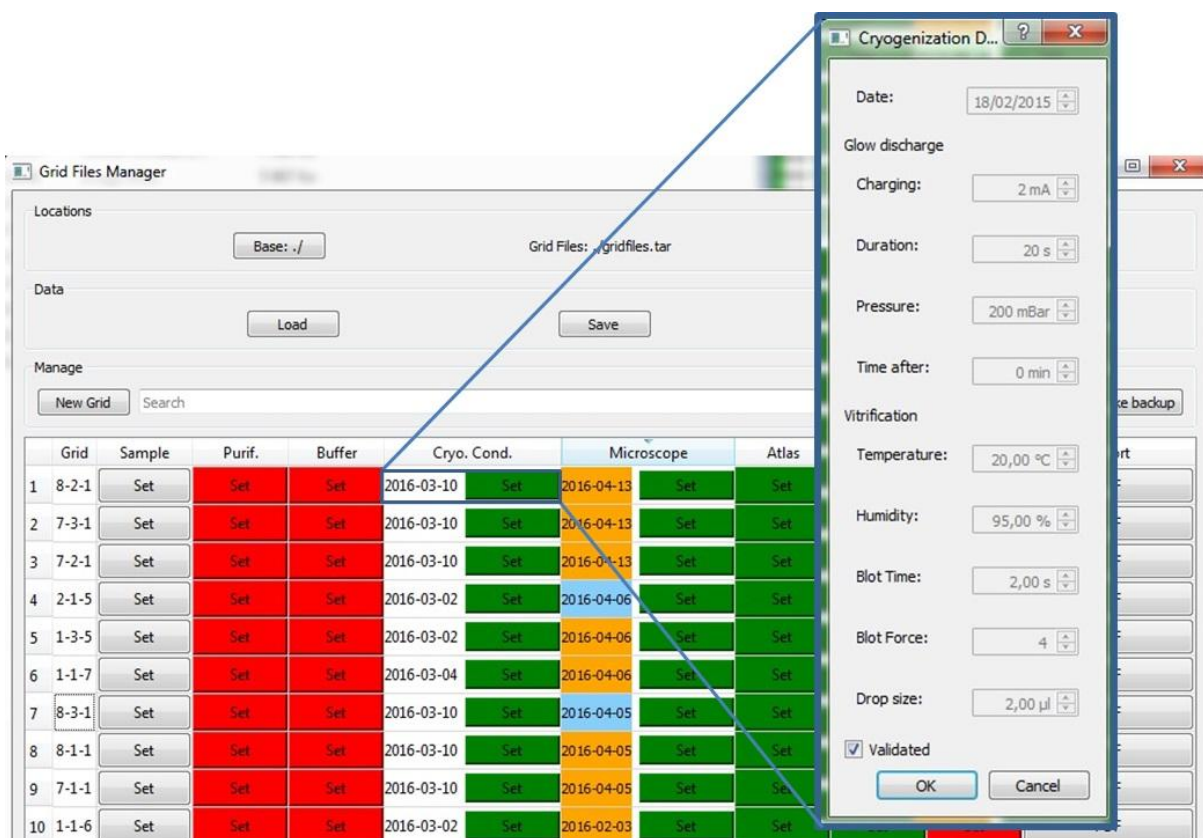 Cryogenization D...
Date: 18/02/2015
Glow discharge
Charging: 2 mA
Duration: 20 s
Pressure: 200 mBar
Time after: 0 min
Vitrification
Temperature: 20,00 ºC
Humidity: 95,00 %
Blot Time: 2,00 s
Blot Force: 4
Drop size: 2,00 µl
Validated
OK Cancel
Grid Files Manager
Locations
Base: ./ Grid Files: ./gridfiles.tar
Data
Load Save
Manage
New Grid Search backup
Grid Sample Purif. Buffer Cryo. Cond. Microscope Atlas
1 8-2-1 Set Set Set 2016-03-10 Set 2016-04-13 Set Set
2 7-3-1 Set Set Set 2016-03-10 Set 2016-04-13 Set Set
3 7-2-1 Set Set Set 2016-03-10 Set 2016-04-13 Set Set
4 2-1-5 Set Set Set 2016-03-02 Set 2016-04-06 Set Set
5 1-3-5 Set Set Set 2016-03-02 Set 2016-04-06 Set Set
6 1-1-7 Set Set Set 2016-03-04 Set 2016-04-06 Set Set
7 8-3-1 Set Set Set 2016-03-10 Set 2016-04-05 Set Set
8 8-1-1 Set Set Set 2016-03-10 Set 2016-04-05 Set Set
9 7-1-1 Set Set Set 2016-03-10 Set 2016-04-05 Set Set
10 1-1-6 Set Set Set 2016-03-02 Set 2016-02-03 Set Set